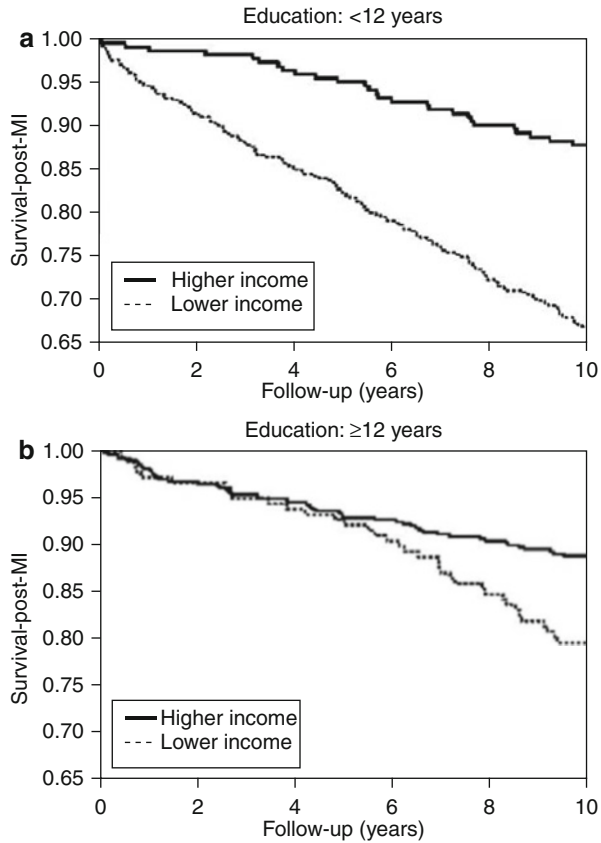 Education: <12 years
a
1.00
0.95
0.90
0.85
0.80
0.75
0.70
0.65
Survival-post-MI
Higher income
Lower income
0 2 4 6 8 10
Follow-up (years)
Education: ≥12 years
b
1.00
0.95
0.90
0.85
0.80
0.75
0.70
0.65
Survival-post-MI
Higher income
Lower income
0 2 4 6 8 10
Follow-up (years)